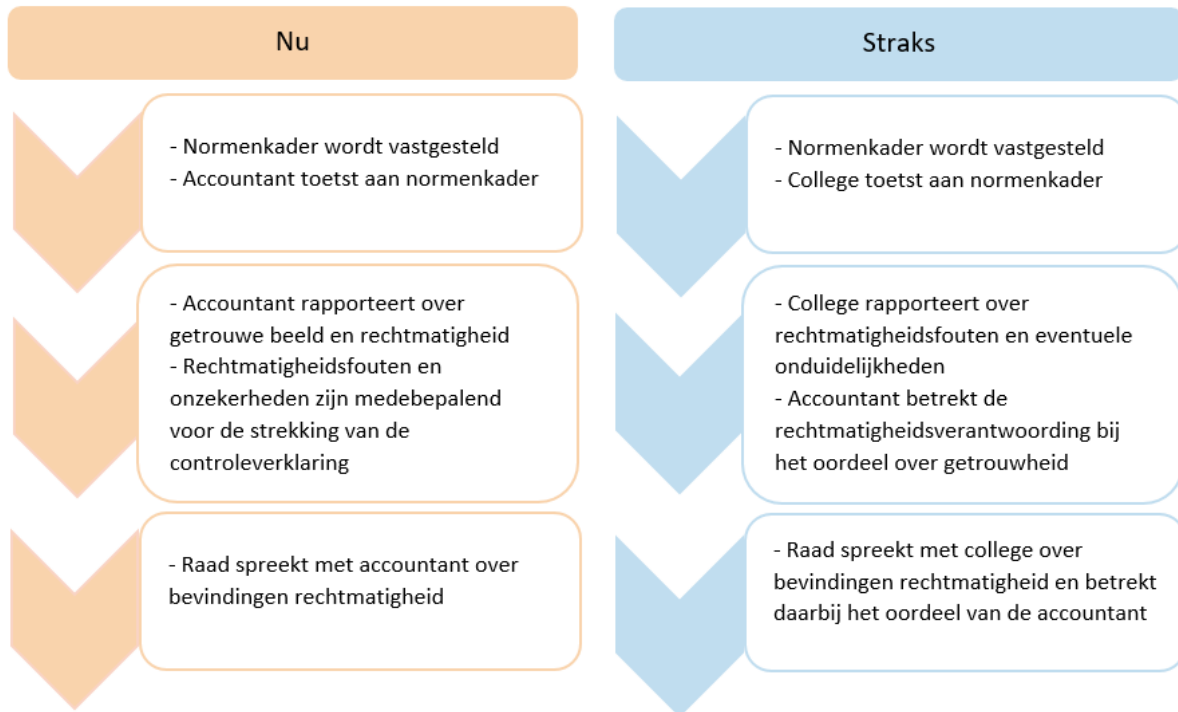 Nu
- Normenkader wordt vastgesteld
- Accountant toetst aan normenkader
- Accountant rapporteert over
getrouwe beeld en rechtmatigheid
- Rechtmatigheidsfouten en
onzekerheden zijn medebepalend
voor de strekking van de
controleverklaring
- Raad spreekt met accountant over
bevindingen rechtmatigheid
Straks
- Normenkader wordt vastgesteld
- College toetst aan normenkader
- College rapporteert over
rechtmatigheidsfouten en eventuele
onduidelijkheden
- Accountant betrekt de
rechtmatigheidsverantwoording bij
het oordeel over getrouwheid
- Raad spreekt met college over
bevindingen rechtmatigheid en betrekt
daarbij het oordeel van de accountant